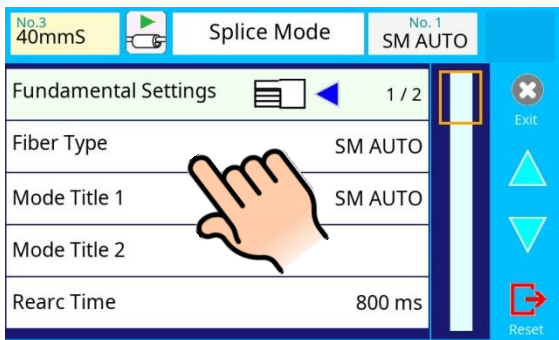 No.3
40mmS
Splice Mode
No. 1
SM AUTO
Fundamental Settings 1 / 2
Exit
Fiber Type SM AUTO
Mode Title 1 SM AUTO
Mode Title 2
Rearc Time 800 ms
Reset